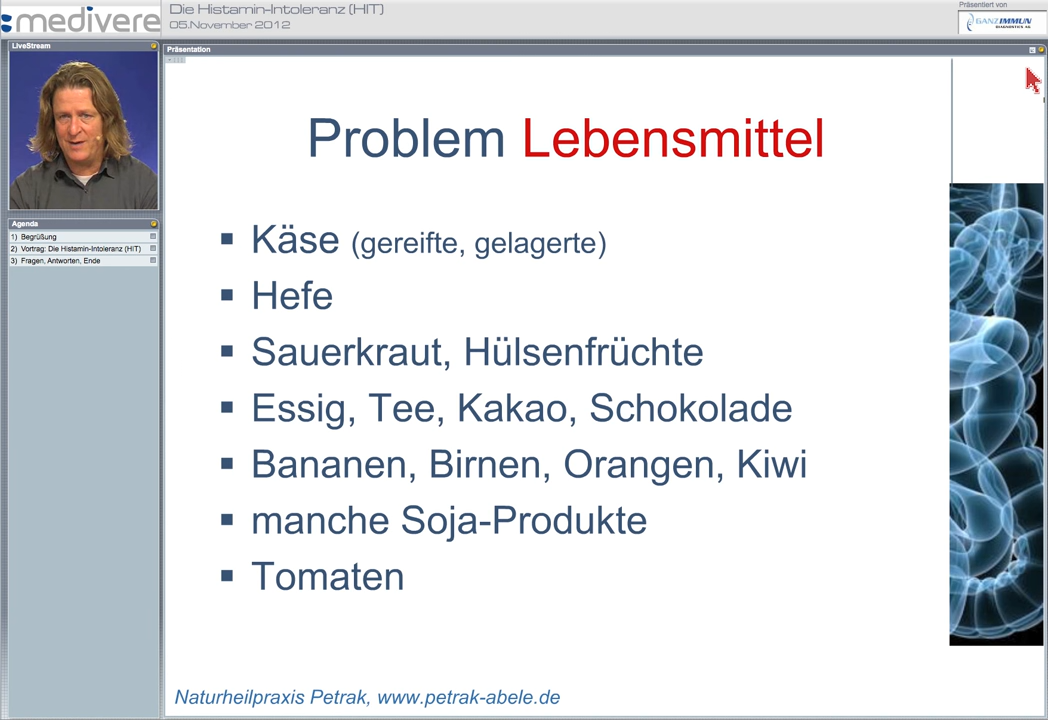 medivere
Die Histamin-Intoleranz (HIT)
05.November 2012
Präsentiert von
GANZIMMUN
DIAGNOSTICS AG
LiveStream
Präsentation
Agenda
1) Begrüßung
2) Vortrag: Die Histamin-Intoleranz (HIT)
3) Fragen, Antworten, Ende
Problem Lebensmittel
▪ Käse (gereifte, gelagerte)
▪ Hefe
▪ Sauerkraut, Hülsenfrüchte
▪ Essig, Tee, Kakao, Schokolade
▪ Bananen, Birnen, Orangen, Kiwi
▪ manche Soja-Produkte
▪ Tomaten
Naturheilpraxis Petrak, www.petrak-abele.de